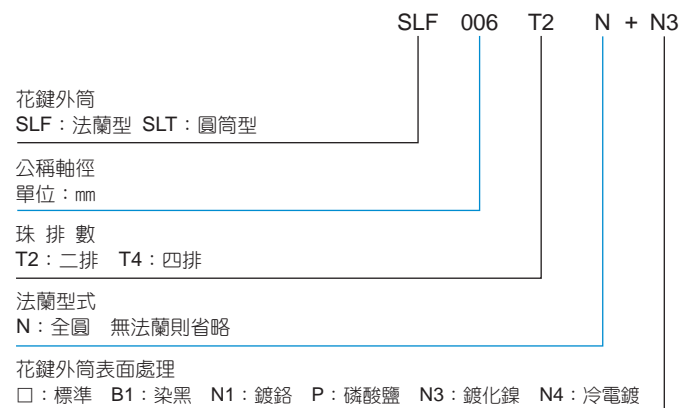 SLF 006 T2 N + N3
花鍵外筒
SLF：法蘭型 SLT：圓筒型
公稱軸徑
單位：㎜
珠 排 數
T2：二排 T4：四排
法蘭型式
N：全圓 無法蘭則省略
花鍵外筒表面處理
□：標準 B1：染黑 N1：鍍鉻 P：磷酸鹽 N3：鍍化鎳 N4：冷電鍍